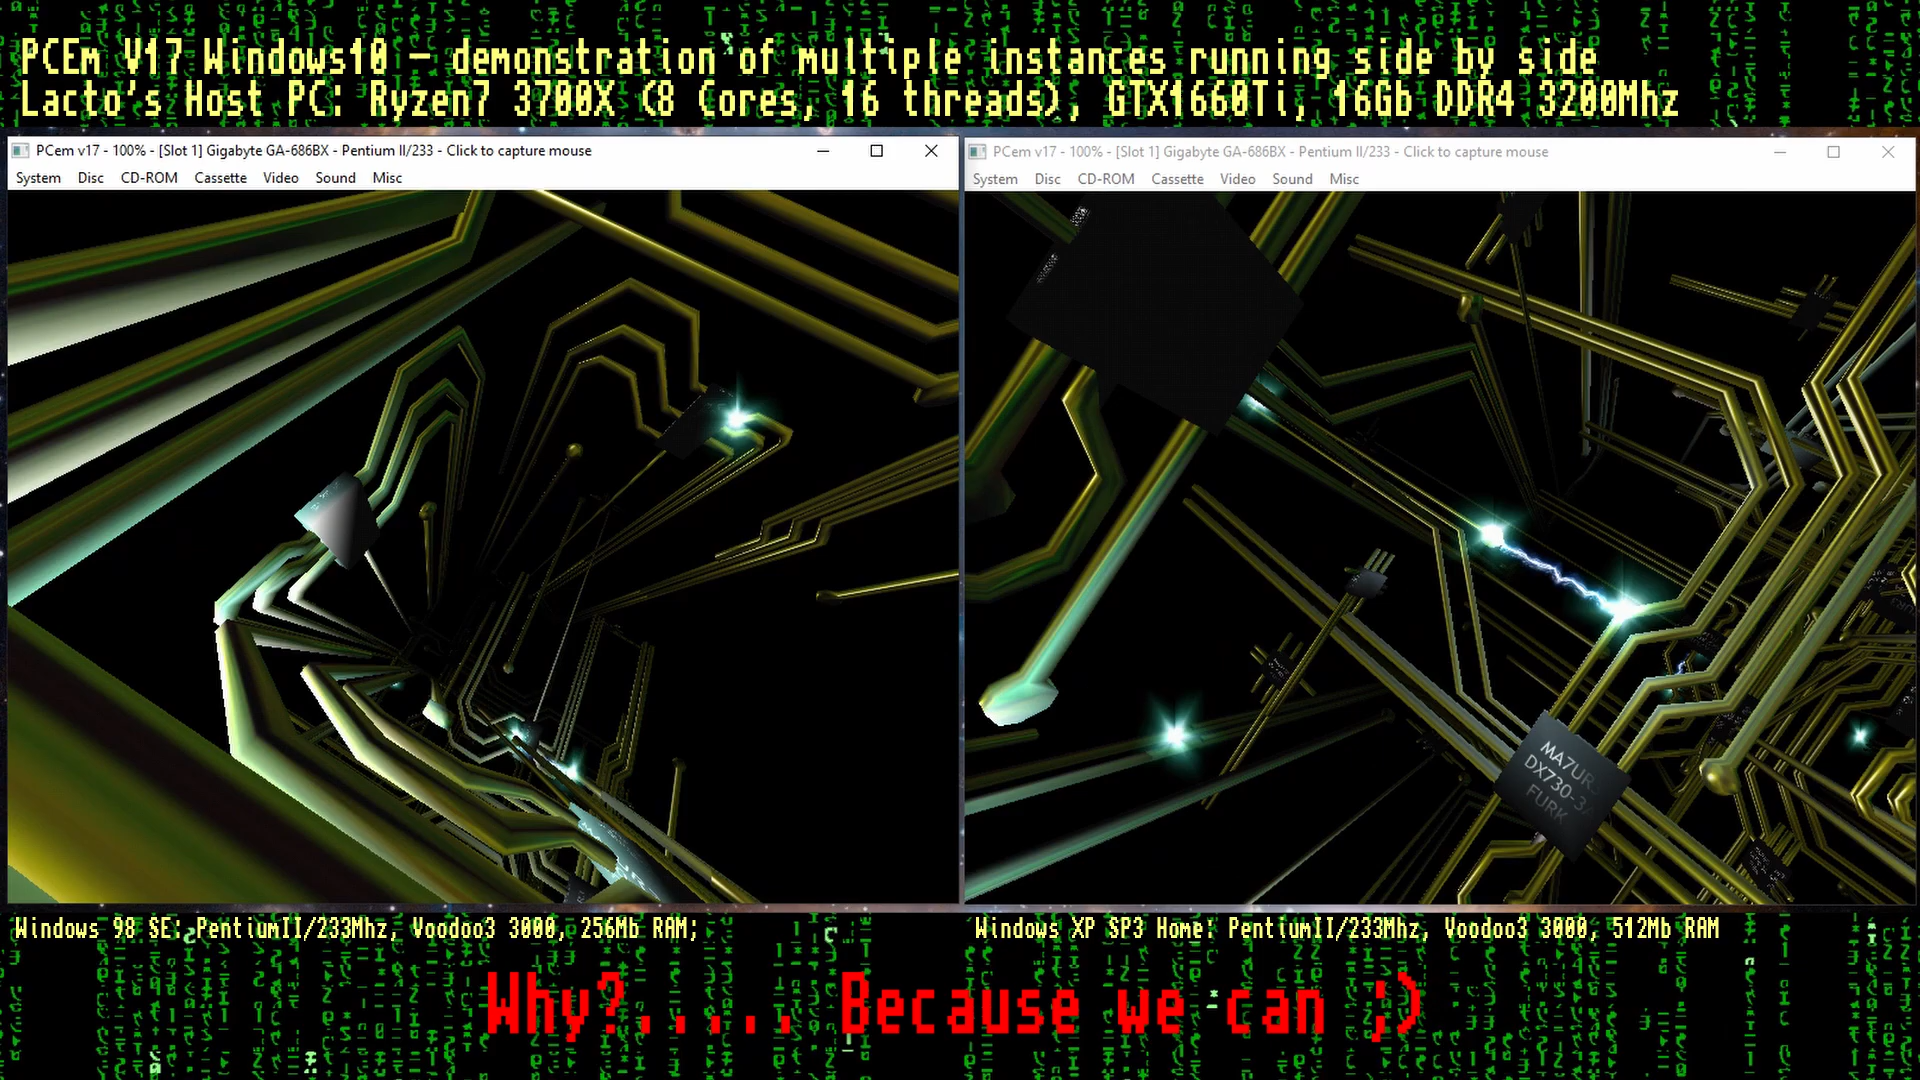 PCEm V17 Windows10 – demonstration of multiple instances running side by side
Lacto's Host PC: Ryzen7 3700X (8 Cores, 16 threads), GTX1660Ti, 16Gb DDR4 3200Mhz
PCem v17 - 100% - [Slot 1] Gigabyte GA-686BX - Pentium II/233 - Click to capture mouse
System Disc CD-ROM Cassette Video Sound Misc
PCem v17 - 100% - [Slot 1] Gigabyte GA-686BX - Pentium II/233 - Click to capture mouse
System Disc CD-ROM Cassette Video Sound Misc
DX730-3
FURK
Windows 98 SE: PentiumII/233Mhz, Voodoo3 3000, 256Mb RAM;
Windows XP SP3 Home: PentiumII/233Mhz, Voodoo3 3000, 512Mb RAM
Why?..... Because we can ;)